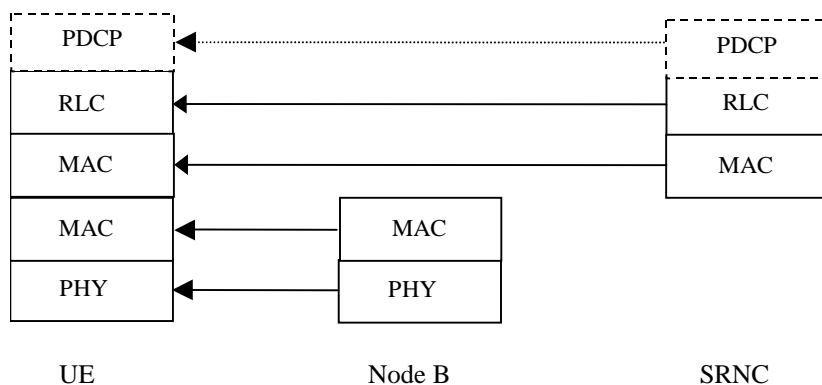 PDCP PDCP
RLC RLC
MAC MAC
MAC MAC
PHY PHY
UE Node B SRNC